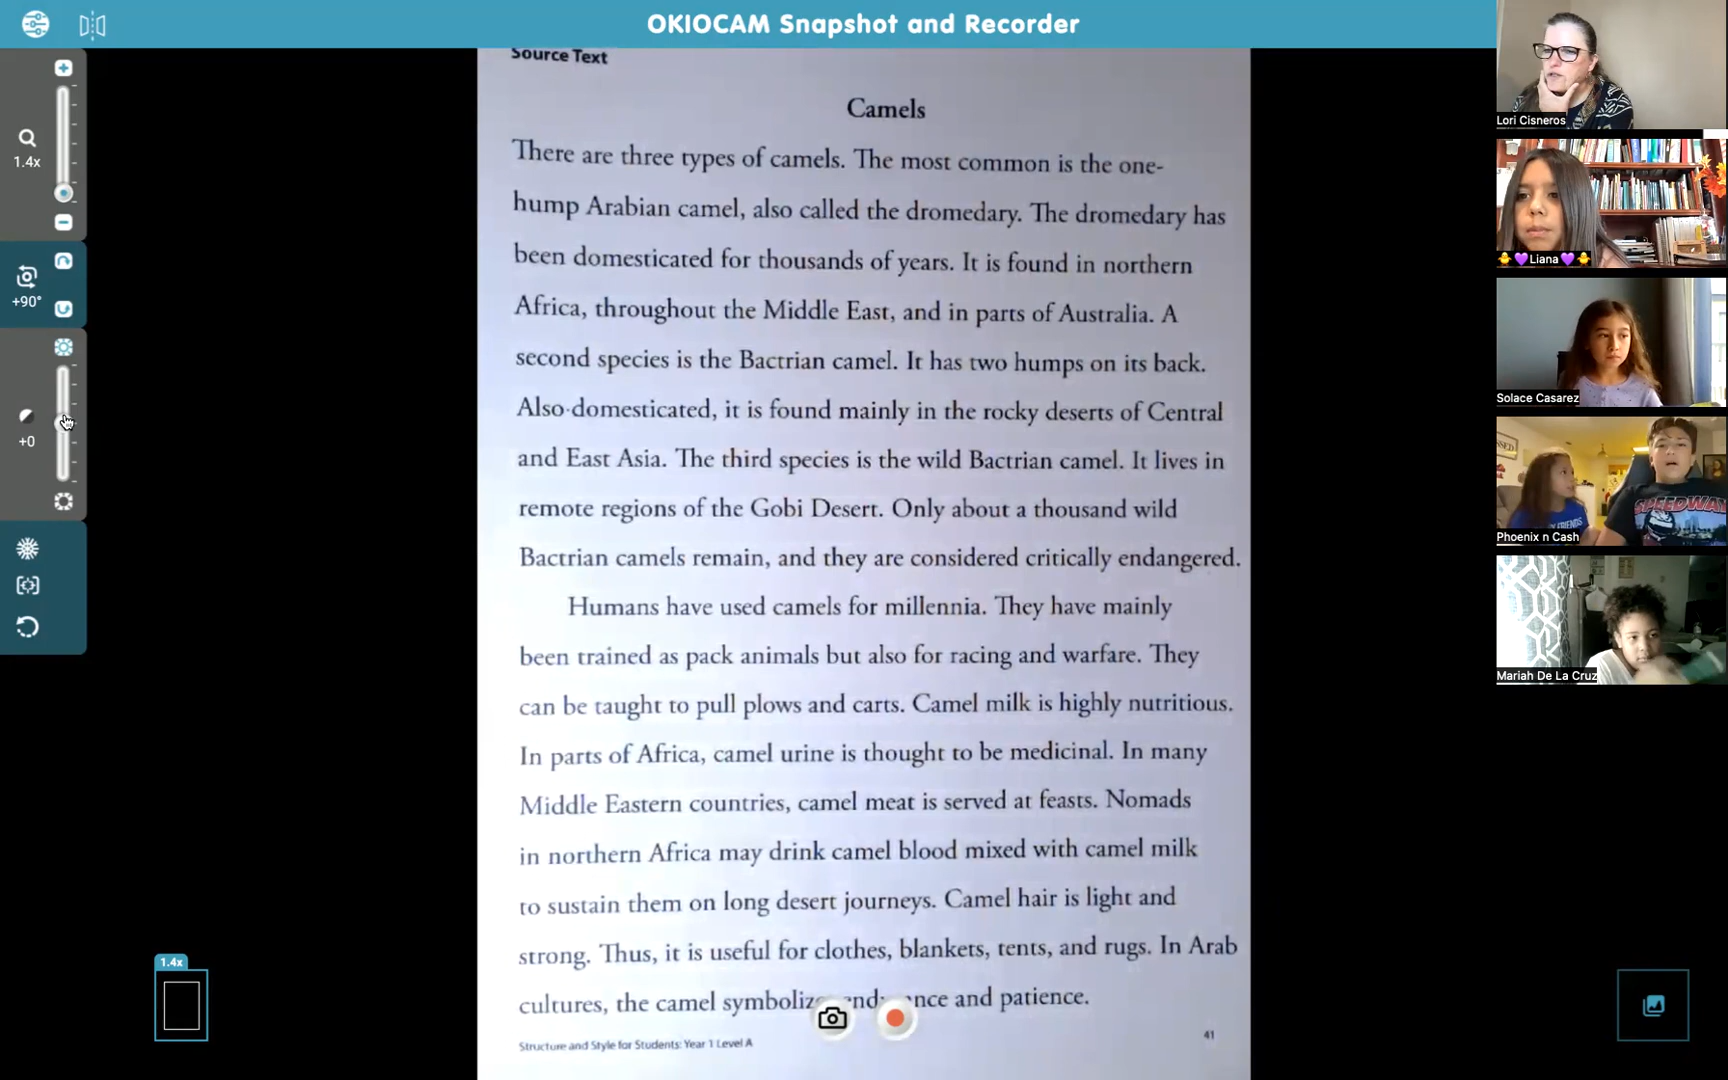 OKIOCAM Snapshot and Recorder
1.4x
+90°
+0
Source Text
Camels
There are three types of camels. The most common is the one-
hump Arabian camel, also called the dromedary. The dromedary has
been domesticated for thousands of years. It is found in northern
Africa, throughout the Middle East, and in parts of Australia. A
second species is the Bactrian camel. It has two humps on its back.
Also domesticated, it is found mainly in the rocky deserts of Central
and East Asia. The third species is the wild Bactrian camel. It lives in
remote regions of the Gobi Desert. Only about a thousand wild
Bactrian camels remain, and they are considered critically endangered.
Humans have used camels for millennia. They have mainly
been trained as pack animals but also for racing and warfare. They
can be taught to pull plows and carts. Camel milk is highly nutritious.
In parts of Africa, camel urine is thought to be medicinal. In many
Middle Eastern countries, camel meat is served at feasts. Nomads
in northern Africa may drink camel blood mixed with camel milk
to sustain them on long desert journeys. Camel hair is light and
strong. Thus, it is useful for clothes, blankets, tents, and rugs. In Arab
cultures, the camel and patience.
Structure and Style for Students: Year 1 Level A
41
1.4x
Lori Cisneros
🐥💜Liana💜🐥
Solace Casarez
SPEEDWAY
Phoenix n Cash
Mariah De La Cruz